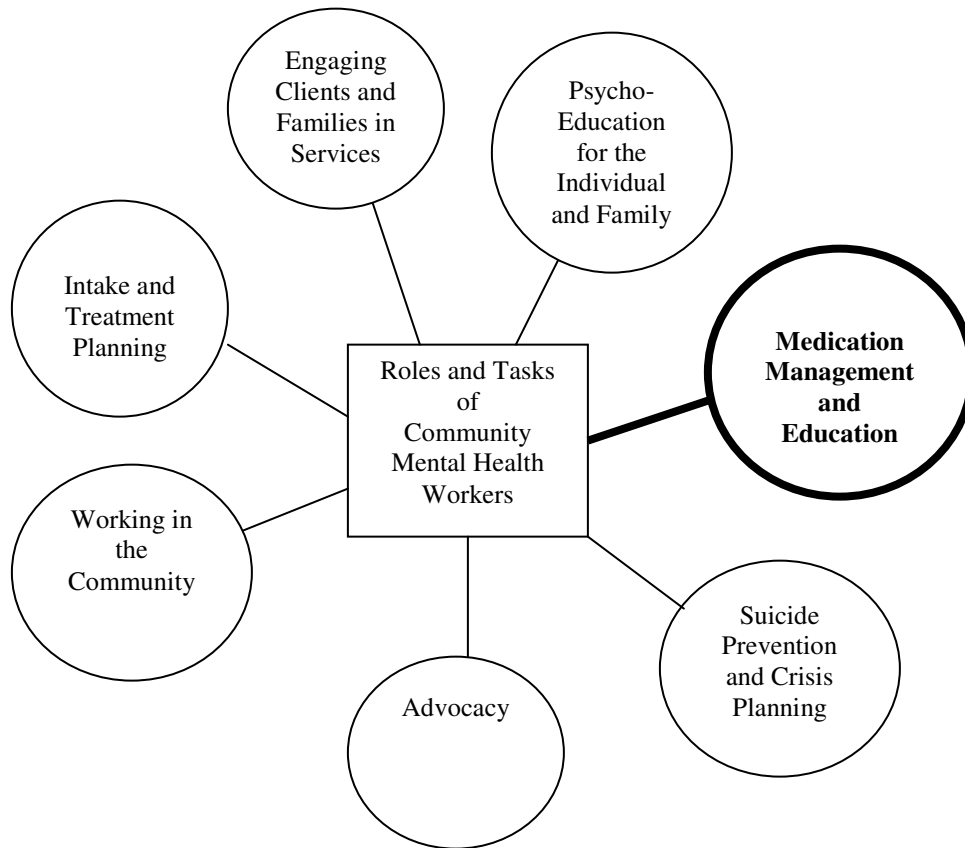 Engaging
Clients and
Families in
Services
Psycho-
Education
for the
Individual
and Family
Intake and
Treatment
Planning
Medication
Management
and
Education
Roles and Tasks
of
Community
Mental Health
Workers
Working in
the
Community
Suicide
Prevention
and Crisis
Planning
Advocacy